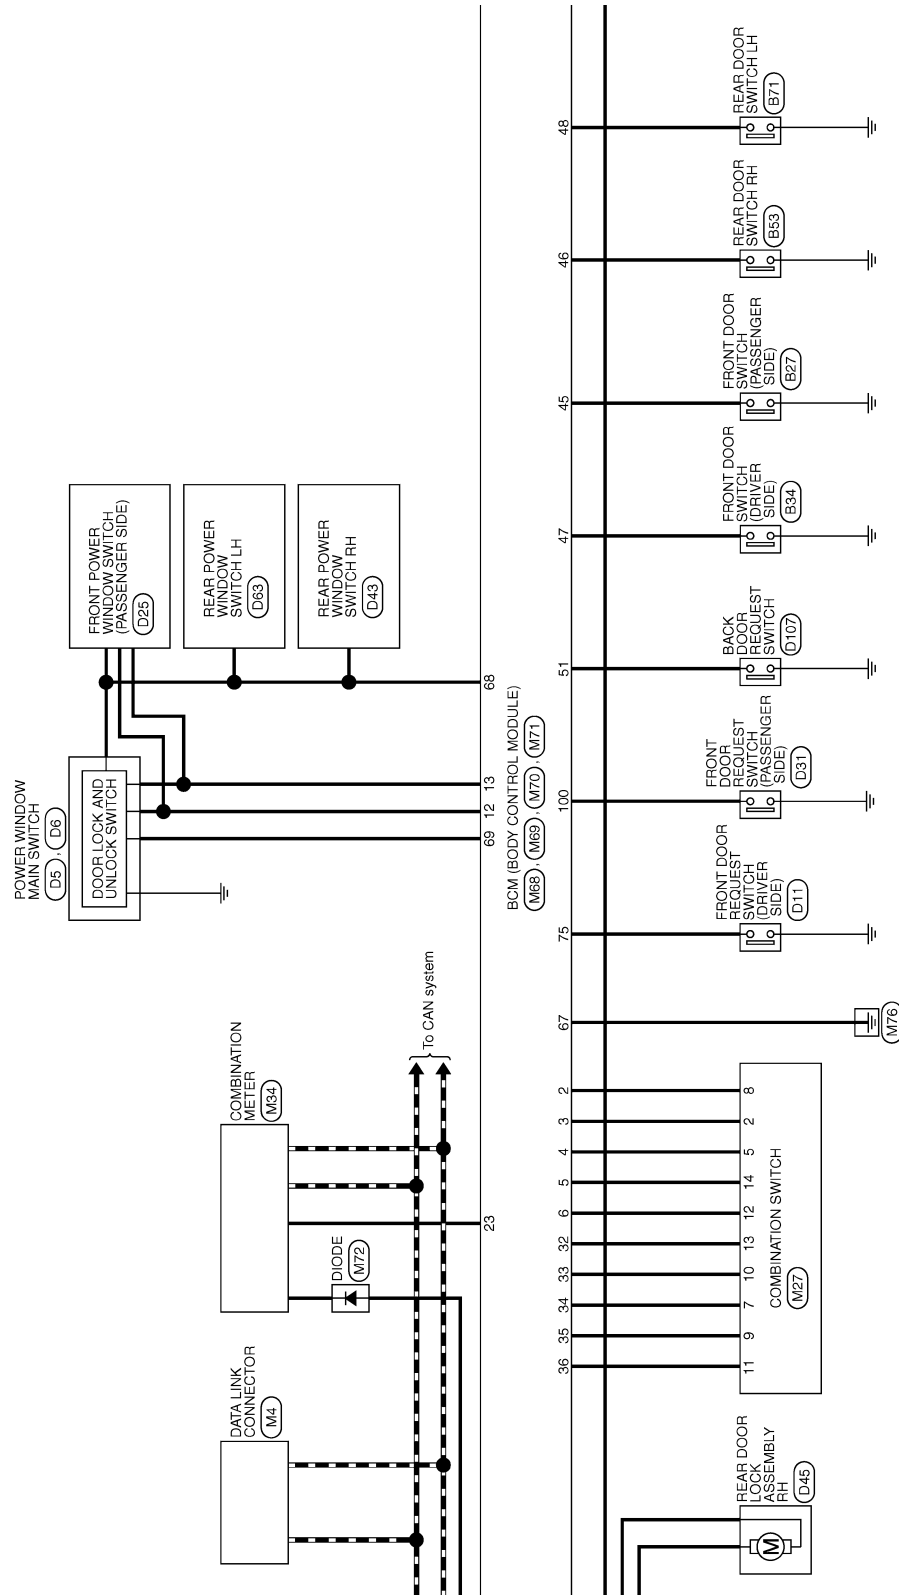 POWER WINDOW
MAIN SWITCH
D5 , D6
DOOR LOCK AND
UNLOCK SWITCH
FRONT POWER
WINDOW SWITCH
(PASSENGER SIDE)
D25
REAR POWER
WINDOW
SWITCH LH
D63
REAR POWER
WINDOW
SWITCH RH
D43
DATA LINK
CONNECTOR
M4
COMBINATION
METER
M34
DIODE
M72
To CAN system
23
69
12
13
68
BCM (BODY CONTROL MODULE)
M68 , M69 , M70 , M71
36
35
34
33
32
6
5
4
3
2
67
75
100
51
47
45
46
48
REAR DOOR
LOCK
ASSEMBLY
RH
D45
M
11
9
7
10
13
12
14
5
2
8
COMBINATION SWITCH
M27
M76
FRONT DOOR
REQUEST
SWITCH
(DRIVER
SIDE)
D11
FRONT
DOOR
REQUEST
SWITCH
(PASSENGER
SIDE)
D31
BACK
DOOR
REQUEST
SWITCH
D107
FRONT DOOR
SWITCH
(DRIVER
SIDE)
B34
FRONT DOOR
SWITCH
(PASSENGER
SIDE)
B27
REAR DOOR
SWITCH RH
B53
REAR DOOR
SWITCH LH
B71